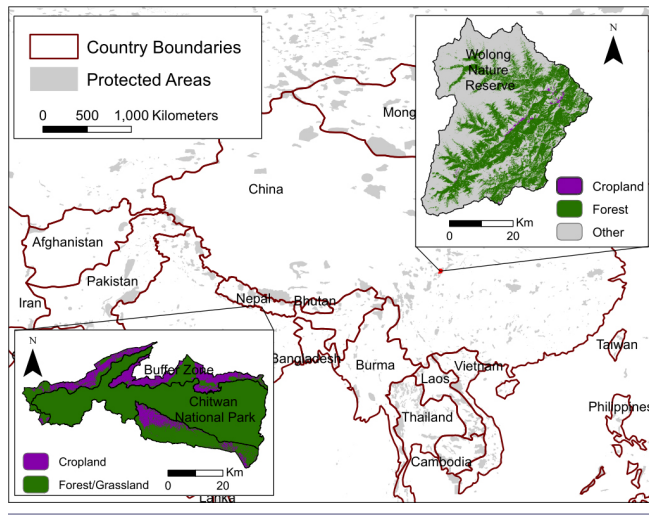 Country Boundaries
Protected Areas
0 500 1,000 Kilometers
N
Wolong
Nature
Reserve
Cropland
Forest
Other
0 20 Km
Mong
China
Afghanistan
Pakistan
Iran
Nepal
Bhutan
Bangladesh
Burma
Laos
Vietnam
Taiwan
Thailand
Philippines
Cambodia
Lanka
N
Buffer Zone
Chitwan
National Park
Cropland
Forest/Grassland
0 20 Km